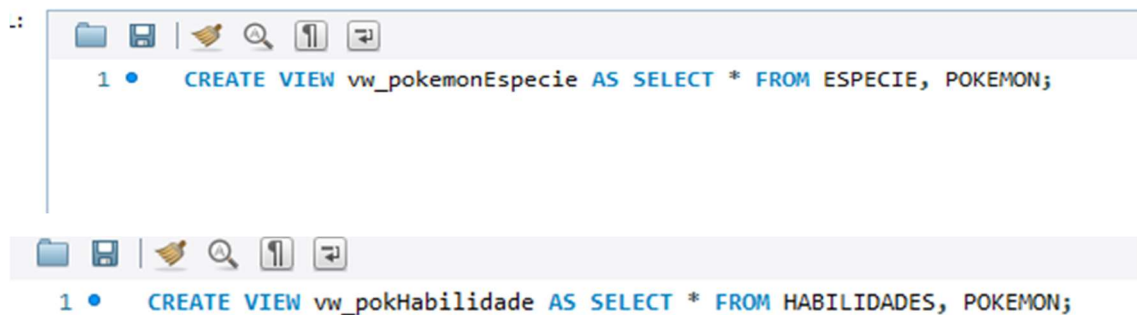 L:
1 CREATE VIEW vw_pokemonEspecie AS SELECT * FROM ESPECIE, POKEMON;
1 CREATE VIEW vw_pokHabilidade AS SELECT * FROM HABILIDADES, POKEMON;